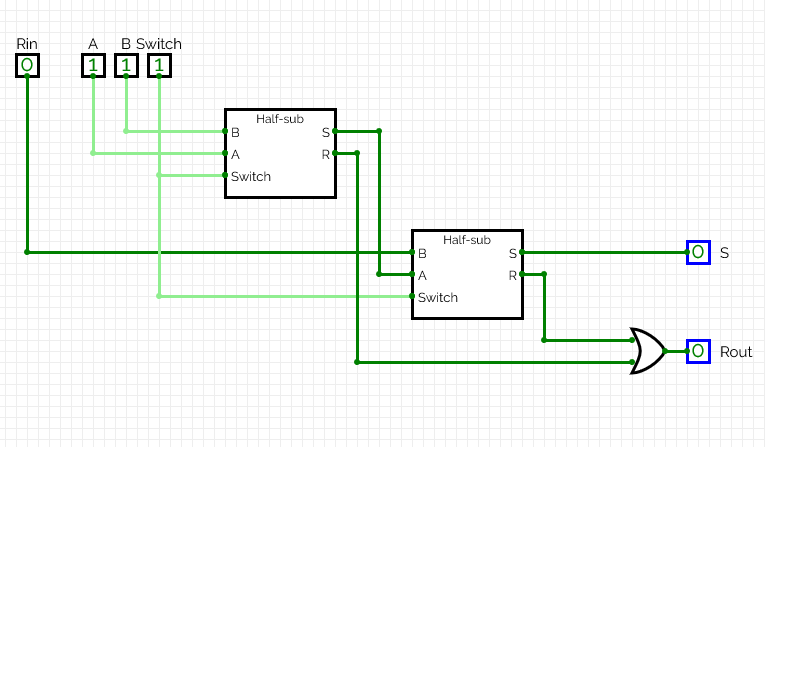 Rin A B Switch
0 1 1 1
Half-sub
B S
A R
Switch
Half-sub
B S 0 S
A R
Switch
0 Rout